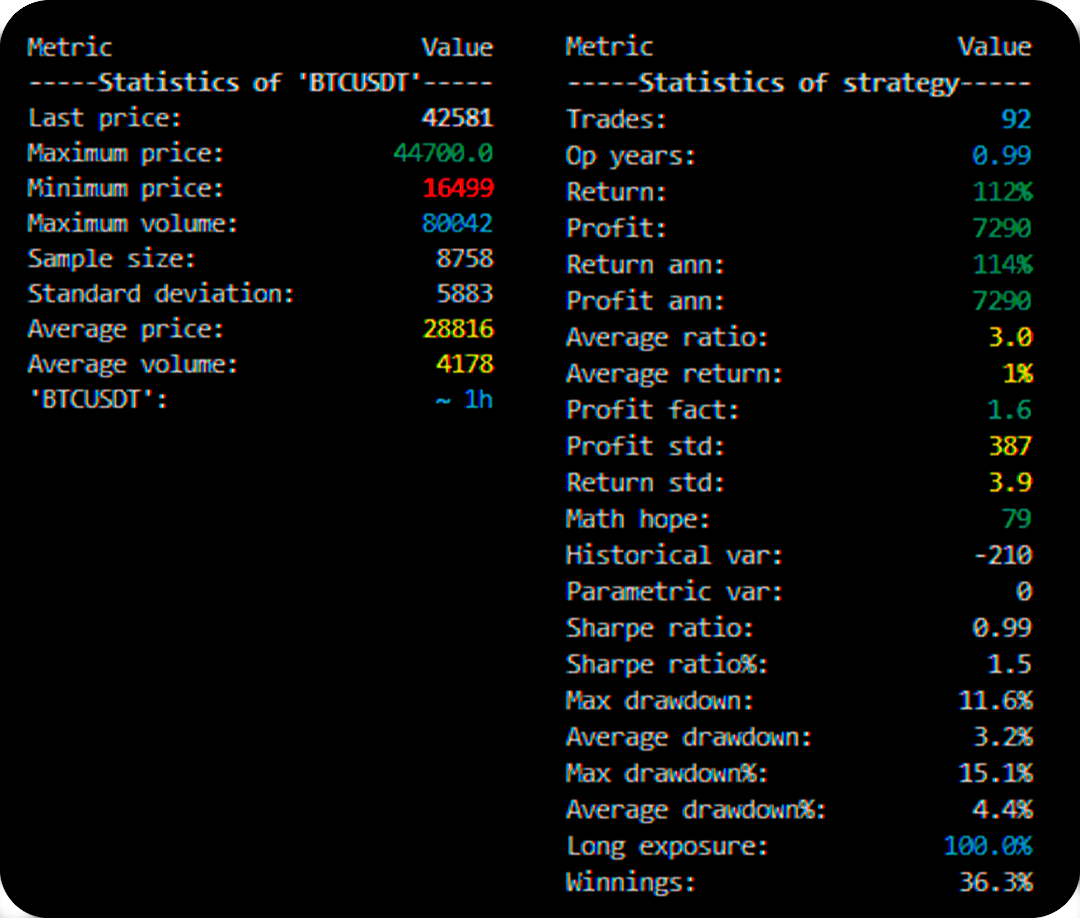 Metric Value
-----Statistics of 'BTCUSDT'-----
Last price: 42581
Maximum price: 44700.0
Minimum price: 16499
Maximum volume: 80042
Sample size: 8758
Standard deviation: 5883
Average price: 28816
Average volume: 4178
'BTCUSDT': ~ 1h
Metric Value
-----Statistics of strategy-----
Trades: 92
Op years: 0.99
Return: 112%
Profit: 7290
Return ann: 114%
Profit ann: 7290
Average ratio: 3.0
Average return: 1%
Profit fact: 1.6
Profit std: 387
Return std: 3.9
Math hope: 79
Historical var: -210
Parametric var: 0
Sharpe ratio: 0.99
Sharpe ratio%: 1.5
Max drawdown: 11.6%
Average drawdown: 3.2%
Max drawdown%: 15.1%
Average drawdown%: 4.4%
Long exposure: 100.0%
Winnings: 36.3%